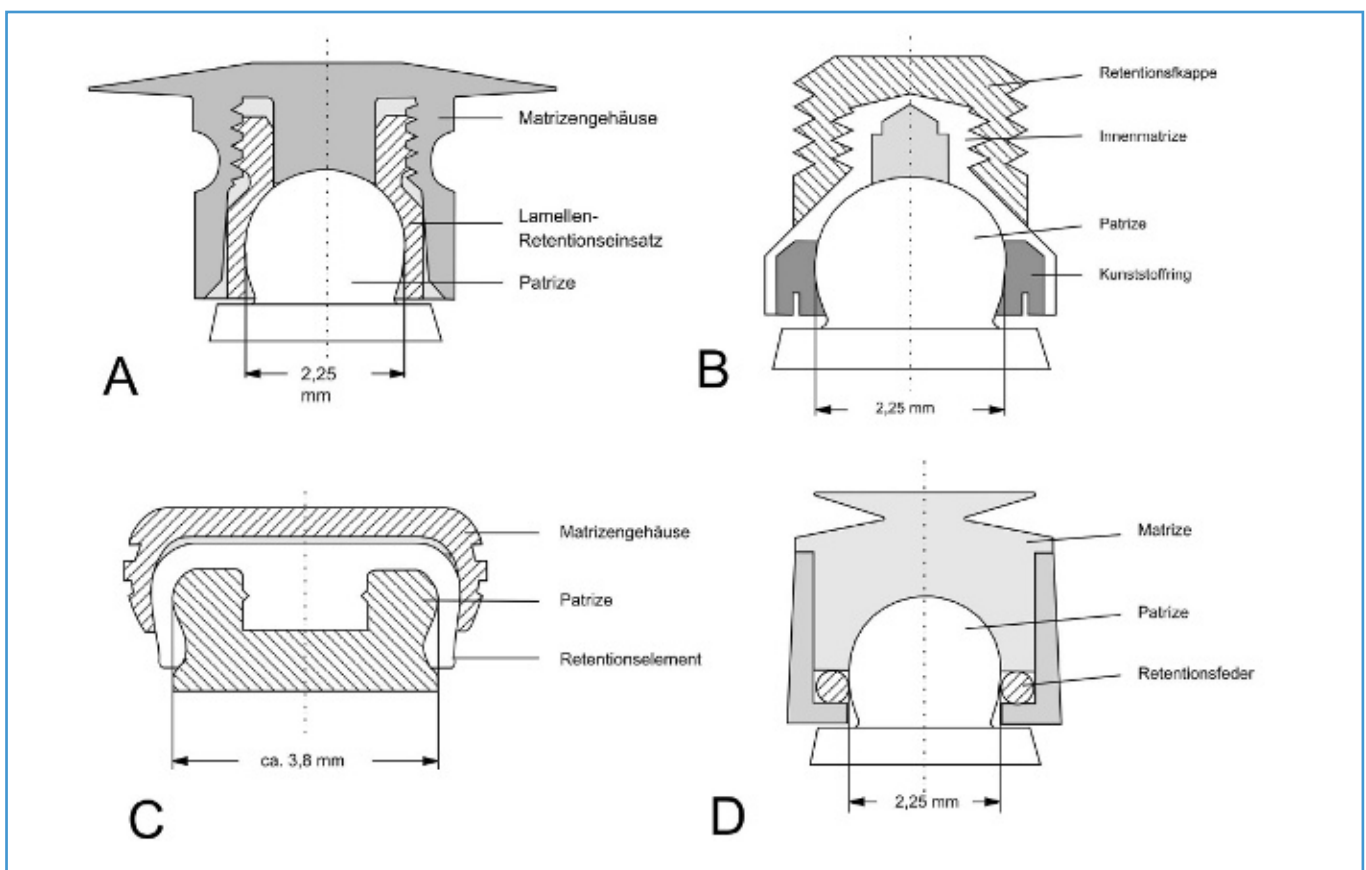 Matrizengehäuse
Lamellen-
Retentionseinsatz
Patrize
2,25
mm
A
Retentionsfkappe
Innenmatrize
Patrize
Kunststoffring
2,25 mm
B
Matrizengehäuse
Patrize
Retentionselement
ca. 3,8 mm
C
Matrize
Patrize
Retentionsfeder
2,25 mm
D